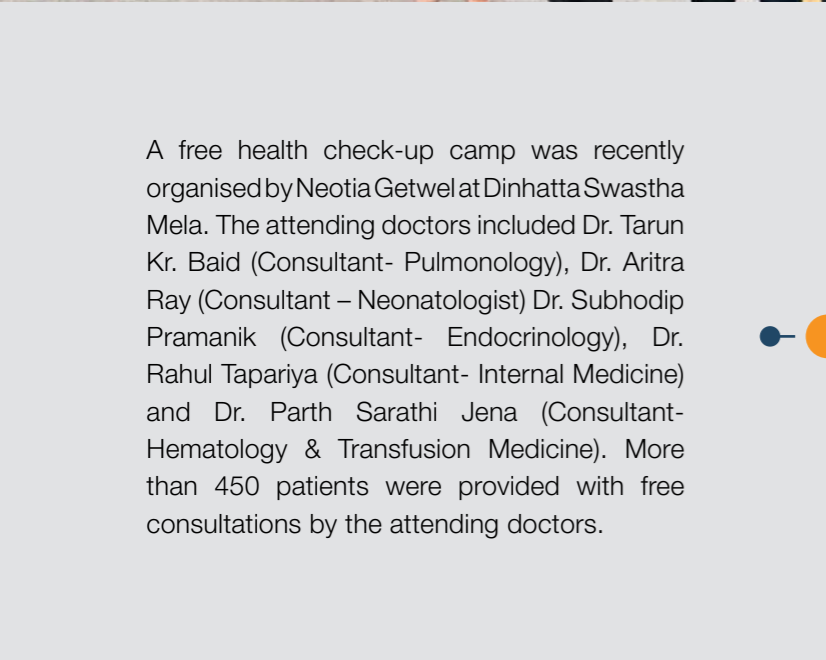 A free health check-up camp was recently
organised by Neotia Getwel at Dinhatta Swastha
Mela. The attending doctors included Dr. Tarun
Kr. Baid (Consultant- Pulmonology), Dr. Aritra
Ray (Consultant – Neonatologist) Dr. Subhodip
Pramanik (Consultant- Endocrinology), Dr.
Rahul Tapariya (Consultant- Internal Medicine)
and Dr. Parth Sarathi Jena (Consultant-
Hematology & Transfusion Medicine). More
than 450 patients were provided with free
consultations by the attending doctors.